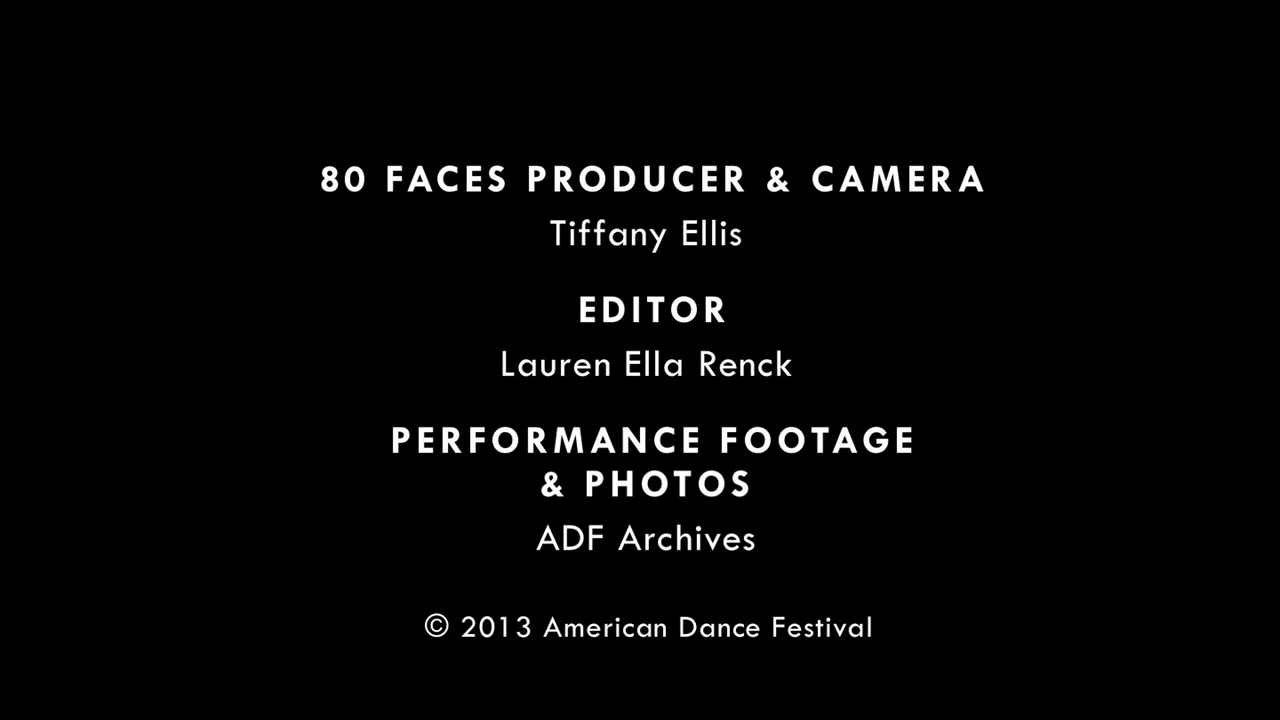 80 FACES PRODUCER & CAMERA
Tiffany Ellis
EDITOR
Lauren Ella Renck
PERFORMANCE FOOTAGE
& PHOTOS
ADF Archives
© 2013 American Dance Festival